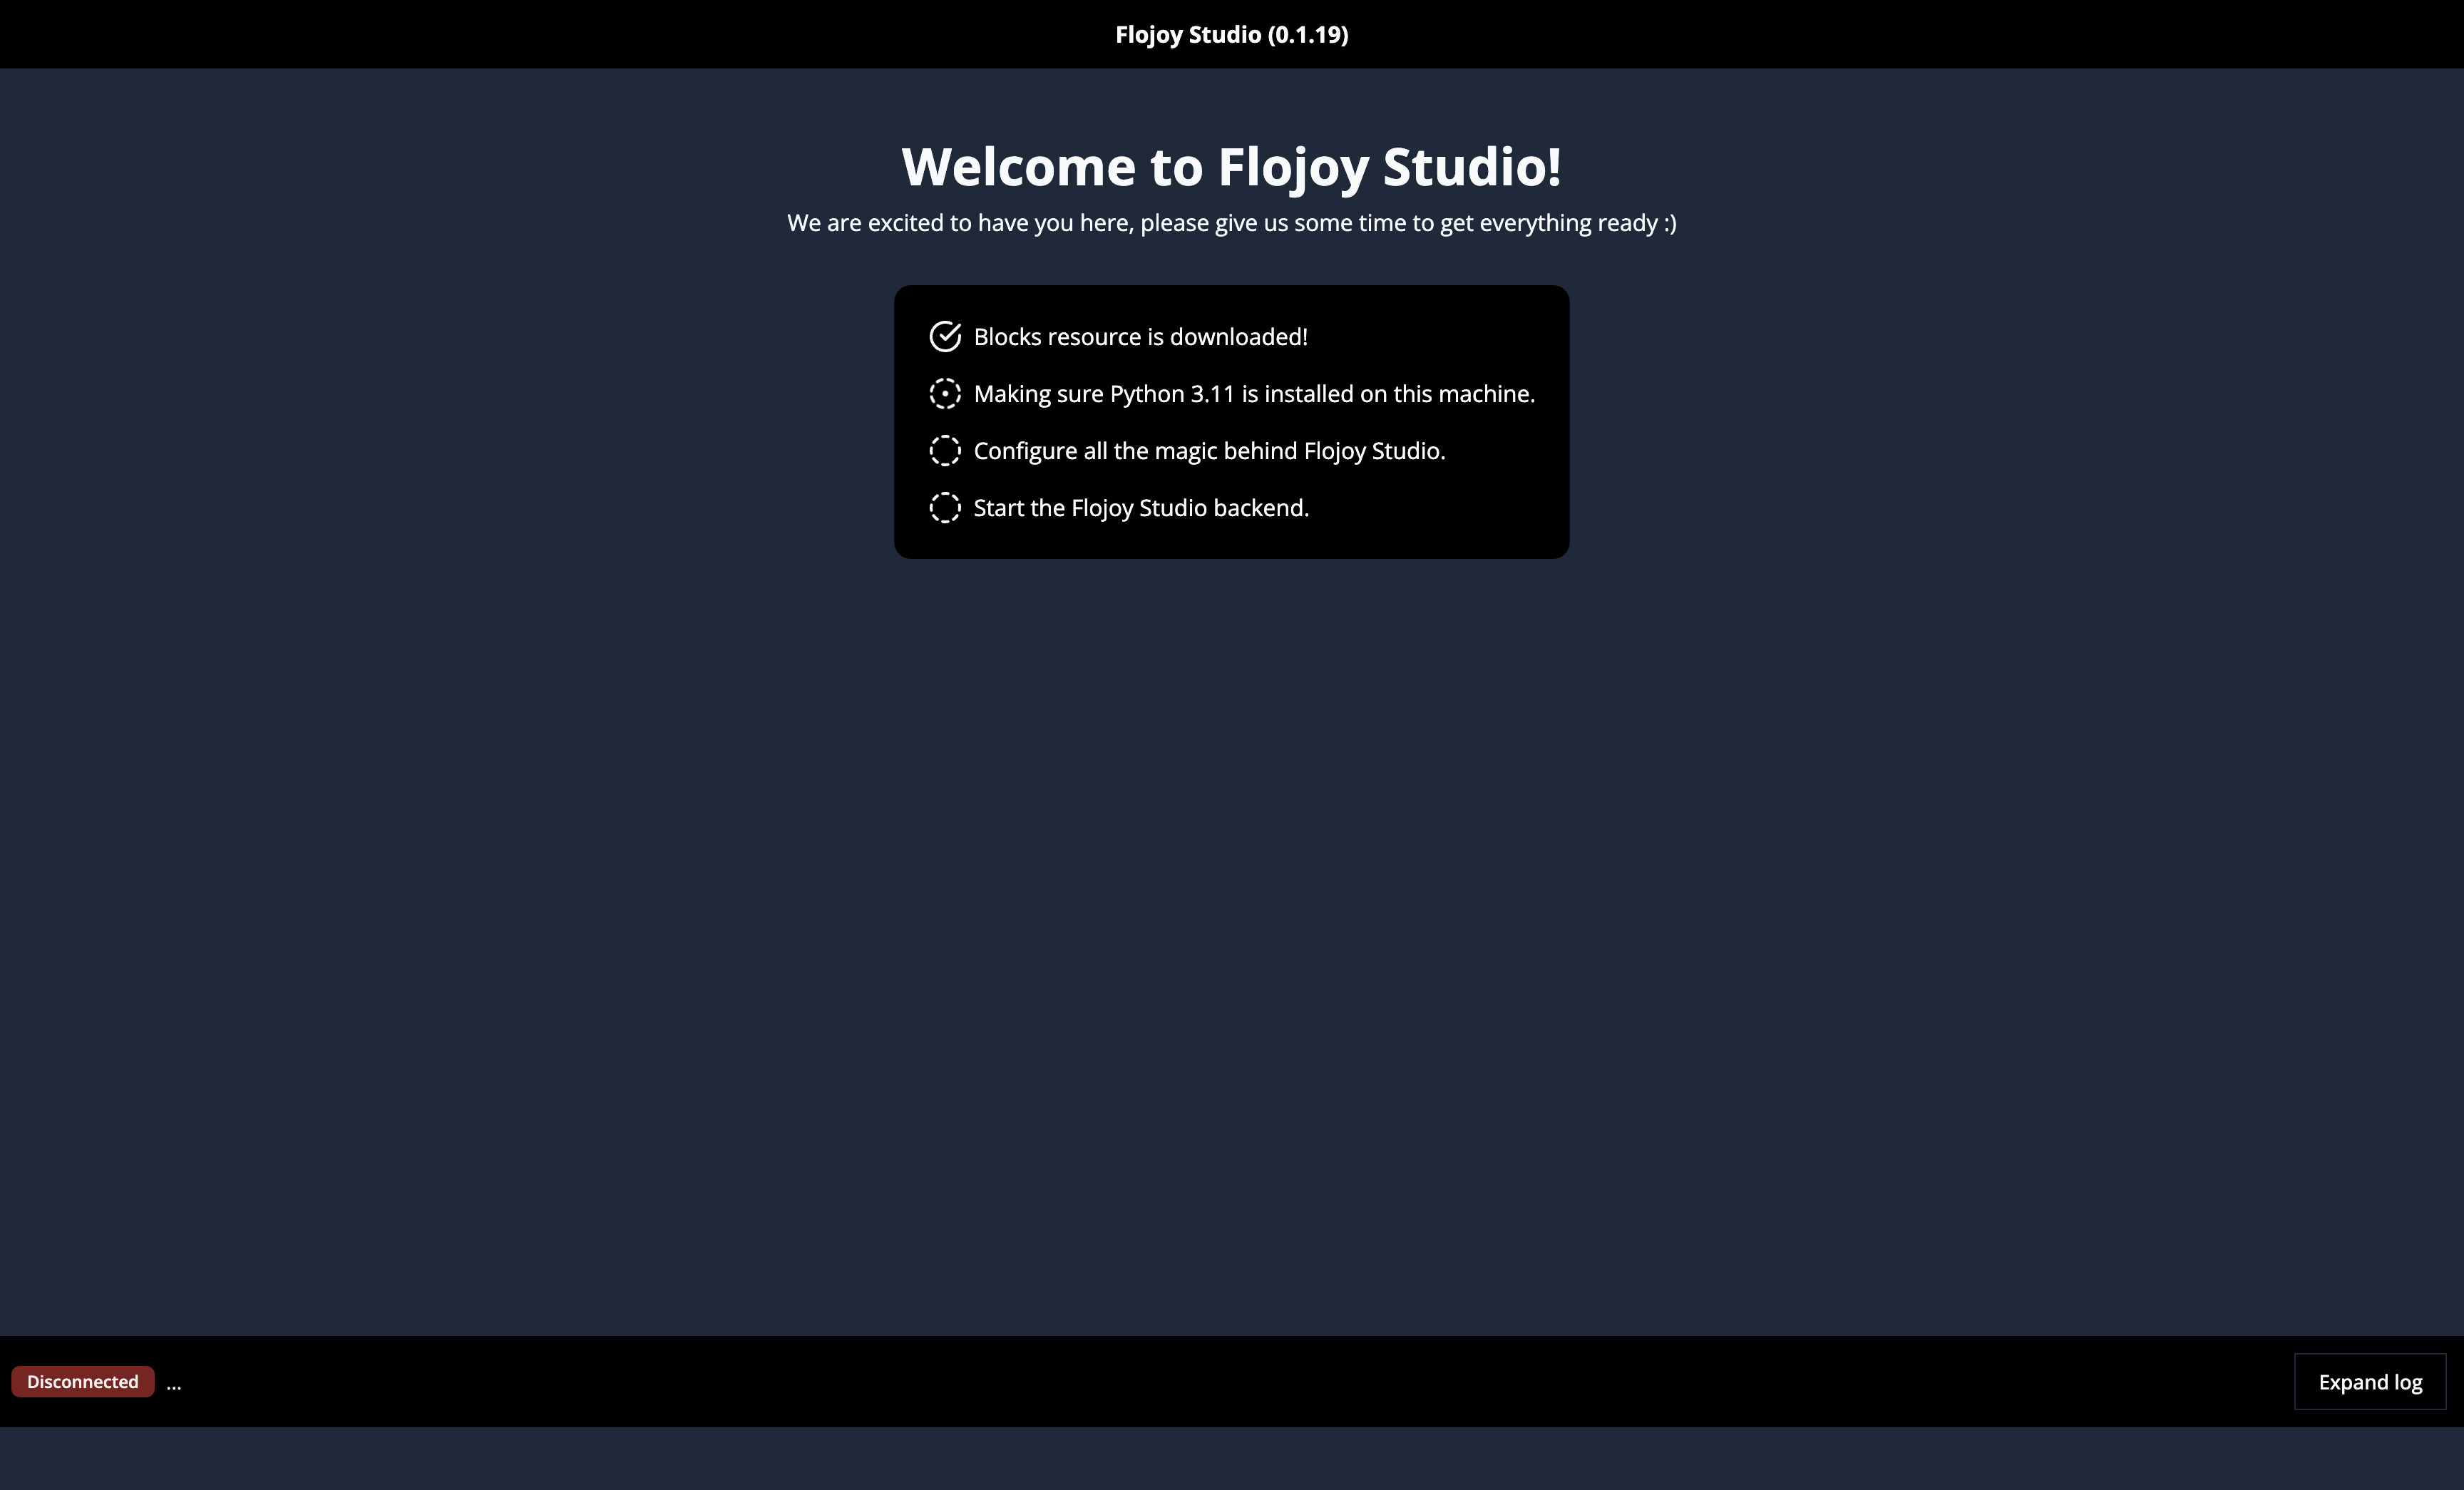 Flojoy Studio (0.1.19)
Welcome to Flojoy Studio!
We are excited to have you here, please give us some time to get everything ready :)
Blocks resource is downloaded!
Making sure Python 3.11 is installed on this machine.
Configure all the magic behind Flojoy Studio.
Start the Flojoy Studio backend.
Disconnected ...
Expand log